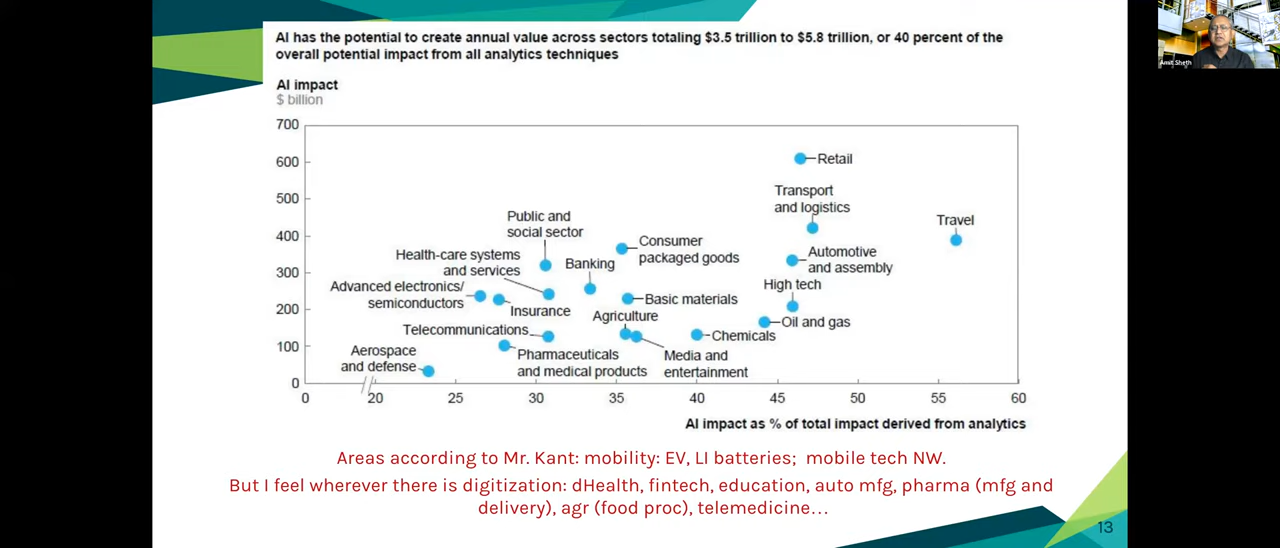 AI has the potential to create annual value across sectors totaling $3.5 trillion to $5.8 trillion, or 40 percent of the
overall potential impact from all analytics techniques
Amit Sheth
AI impact
$ billion
700
600
500
400
300
200
100
0
Retail
Transport
and logistics
Travel
Public and
social sector
Consumer
packaged goods
Automotive
and assembly
Health-care systems
and services
Banking
High tech
Advanced electronics/
semiconductors
Insurance
Basic materials
Agriculture
Oil and gas
Telecommunications
Chemicals
Aerospace
and defense
Pharmaceuticals
and medical products
Media and
entertainment
0 20 25 30 35 40 45 50 55 60
AI impact as % of total impact derived from analytics
Areas according to Mr. Kant: mobility: EV, LI batteries; mobile tech NW.
But I feel wherever there is digitization: dHealth, fintech, education, auto mfg, pharma (mfg and
delivery), agr (food proc), telemedicine...
13